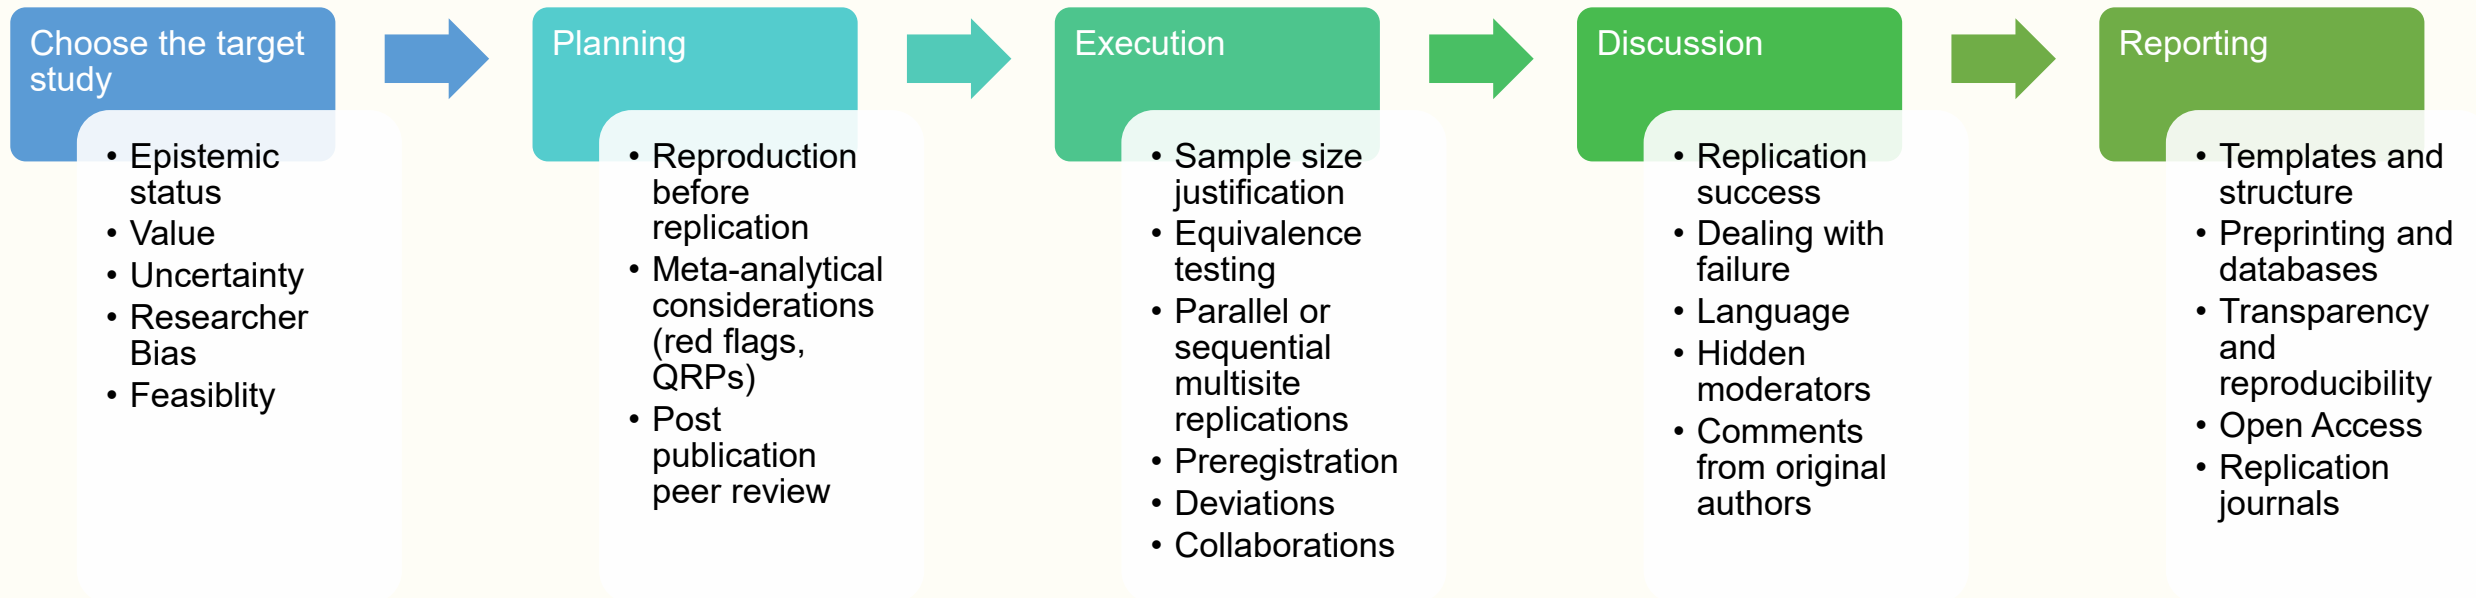 Choose the target
study
• Epistemic
status
• Value
• Uncertainty
• Researcher
Bias
• Feasiblity
Planning
• Reproduction
before
replication
• Meta-analytical
considerations
(red flags,
QRPs)
• Post
publication
peer review
Execution
• Sample size
justification
• Equivalence
testing
• Parallel or
sequential
multisite
replications
• Preregistration
• Deviations
• Collaborations
Discussion
• Replication
success
• Dealing with
failure
• Language
• Hidden
moderators
• Comments
from original
authors
Reporting
• Templates and
structure
• Preprinting and
databases
• Transparency
and
reproducibility
• Open Access
• Replication
journals